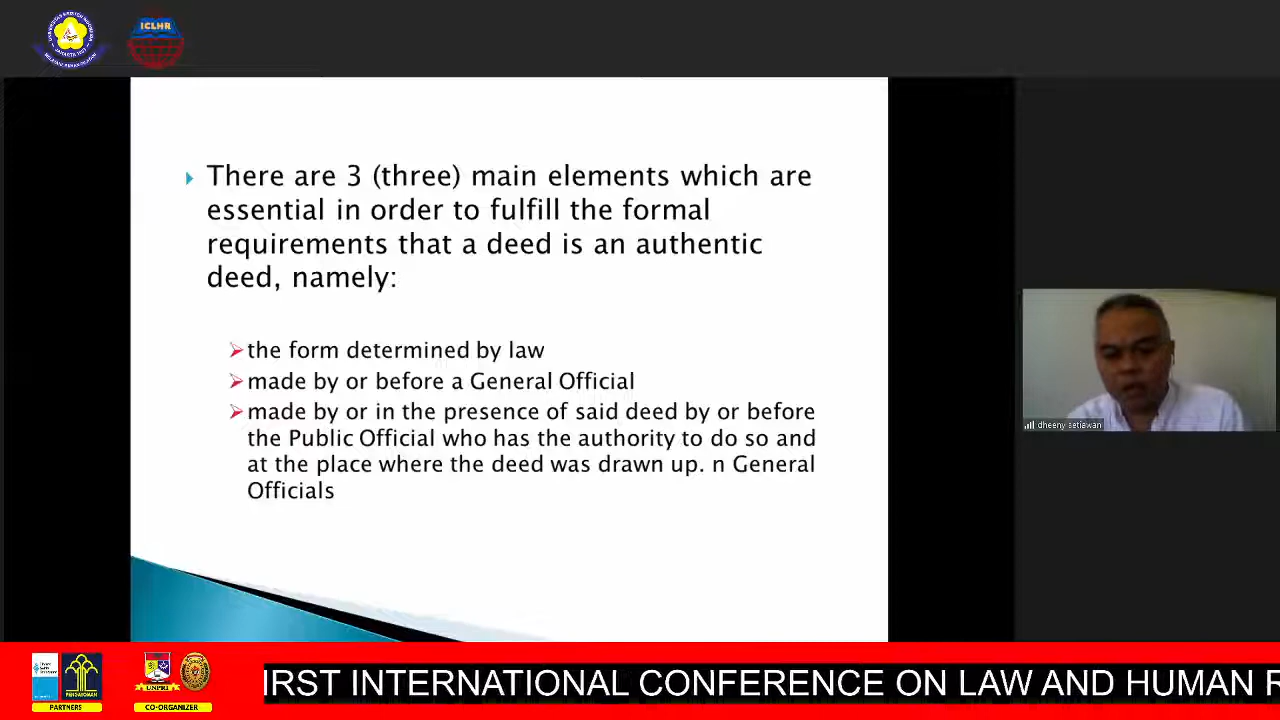 ICLHR
There are 3 (three) main elements which are
essential in order to fulfill the formal
requirements that a deed is an authentic
deed, namely:
the form determined by law
made by or before a General Official
made by or in the presence of said deed by or before
the Public Official who has the authority to do so and
at the place where the deed was drawn up. n General
Officials
dheeny setiawan
PENGAYOMAN
UNPRI
PARTNERS
CO-ORGANIZER
IRST INTERNATIONAL CONFERENCE ON LAW AND HUMAN R